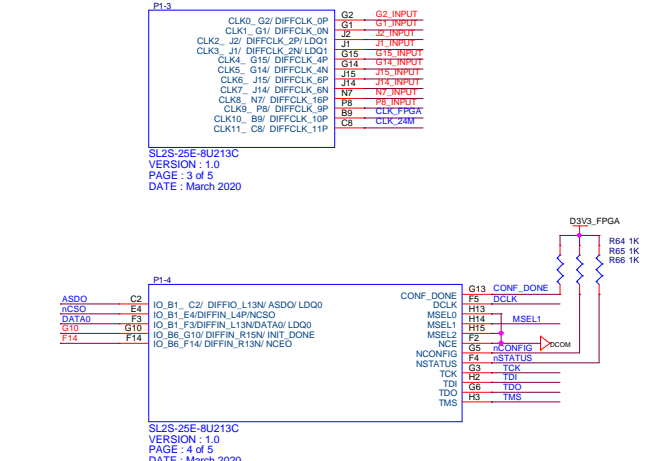 P1-3
CLK0_ G2/ DIFFCLK_0P G2 G2_INPUT
CLK1_ G1/ DIFFCLK_0N G1 G1_INPUT
CLK2_ J2/ DIFFCLK_2P/ LDQ1 J2 J2_INPUT
CLK3_ J1/ DIFFCLK_2N/ LDQ1 J1 J1_INPUT
CLK4_ G15/ DIFFCLK_4P G15 G15_INPUT
CLK5_ G14/ DIFFCLK_4N G14 G14_INPUT
CLK6_ J15/ DIFFCLK_6P J15 J15_INPUT
CLK7_ J14/ DIFFCLK_6N J14 J14_INPUT
CLK8_ N7/ DIFFCLK_16P N7 N7_INPUT
CLK9_ P8/ DIFFCLK_9P P8 P8_INPUT
CLK10_ B9/ DIFFCLK_10P B9 CLK_FPGA
CLK11_ C8/ DIFFCLK_11P C8 CLK_24M
SL2S-25E-8U213C
VERSION : 1.0
PAGE : 3 of 5
DATE : March 2020
D3V3_FPGA
R64 1K
R65 1K
R66 1K
P1-4
ASDO C2 IO_B1_ C2/ DIFFIO_L13N/ ASDO/ LDQ0
nCSO E4 IO_B1_E4/DIFFIN_L4P/NCSO
DATA0 F3 IO_B1_F3/DIFFIN_L13N/DATA0/ LDQ0
G10 G10 IO_B6_G10/ DIFFIN_R15N/ INIT_DONE
F14 F14 IO_B6_F14/ DIFFIN_R13N/ NCEO
CONF_DONE G13 CONF_DONE
DCLK F5 DCLK
MSEL0 H13
MSEL1 H14 MSEL1
MSEL2 H15
NCE F2 DCOM
NCONFIG G5 nCONFIG
NSTATUS F4 nSTATUS
TCK G3 TCK
TDI H2 TDI
TDO G6 TDO
TMS H3 TMS
SL2S-25E-8U213C
VERSION : 1.0
PAGE : 4 of 5
DATE : March 2020